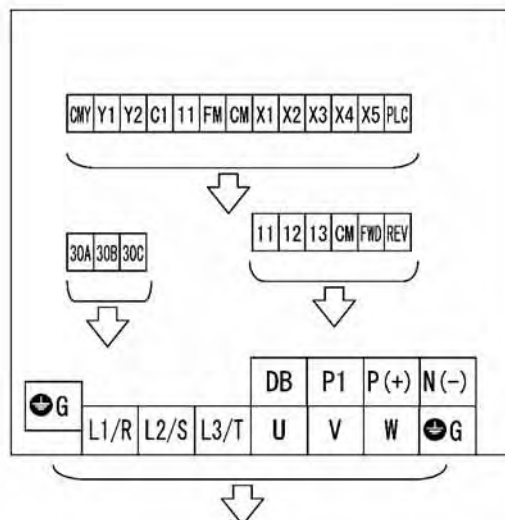 CMY Y1 Y2 C1 11 FM CM X1 X2 X3 X4 X5 PLC
11 12 13 CM FWD REV
30A 30B 30C
DB P1 P(+) N(-)
G
L1/R L2/S L3/T U V W G